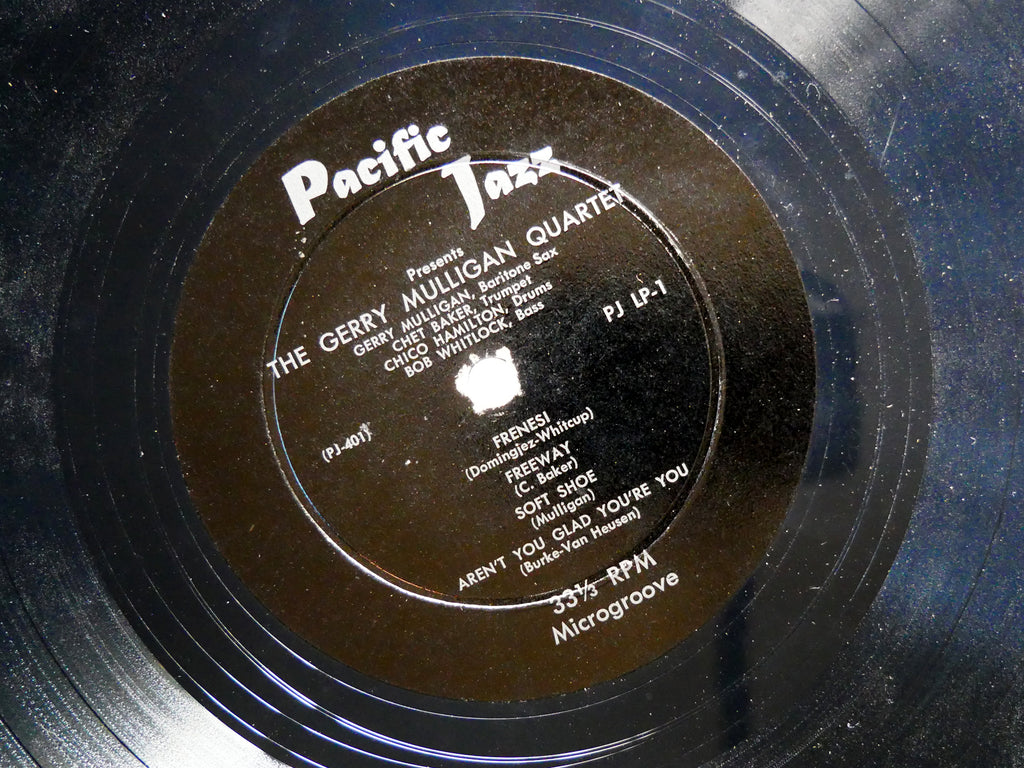 Pacific
Jazz
Presents
THE GERRY MULLIGAN QUARTET
GERRY MULLIGAN, Baritone Sax
CHET BAKER, Trumpet
CHICO HAMILTON, Drums
BOB WHITLOCK, Bass
PJ LP-1
(PJ-401)
FRENESI
(Domingjez-Whitcup)
FREEWAY
(C. Baker)
SOFT SHOE
(Mulligan)
AREN'T YOU GLAD YOU'RE YOU
(Burke-Van Heusen)
33⅓ RPM
Microgroove